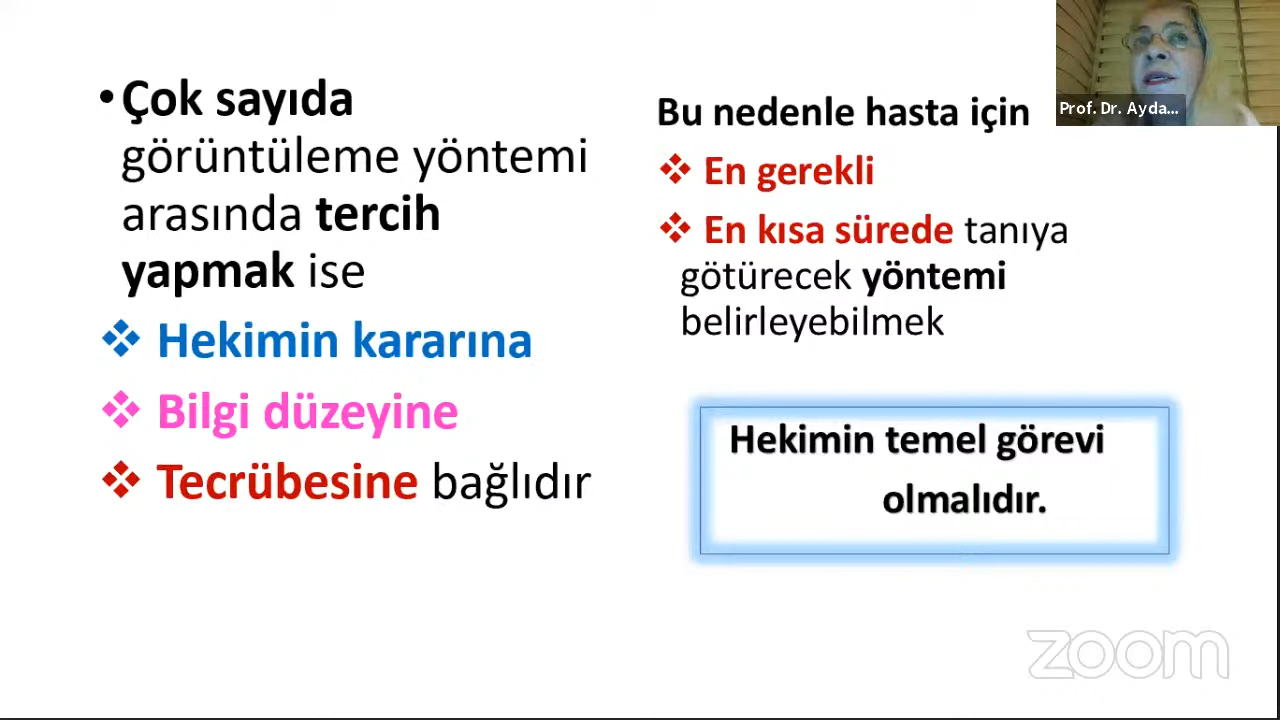 • Çok sayıda
görüntüleme yöntemi
arasında tercih
yapmak ise
❖ Hekimin kararına
❖ Bilgi düzeyine
❖ Tecrübesine bağlıdır
Bu nedenle hasta için
❖ En gerekli
❖ En kısa sürede tanıya
götürecek yöntemi
belirleyebilmek
Hekimin temel görevi
olmalıdır.
Prof. Dr. Ayda...
zoom